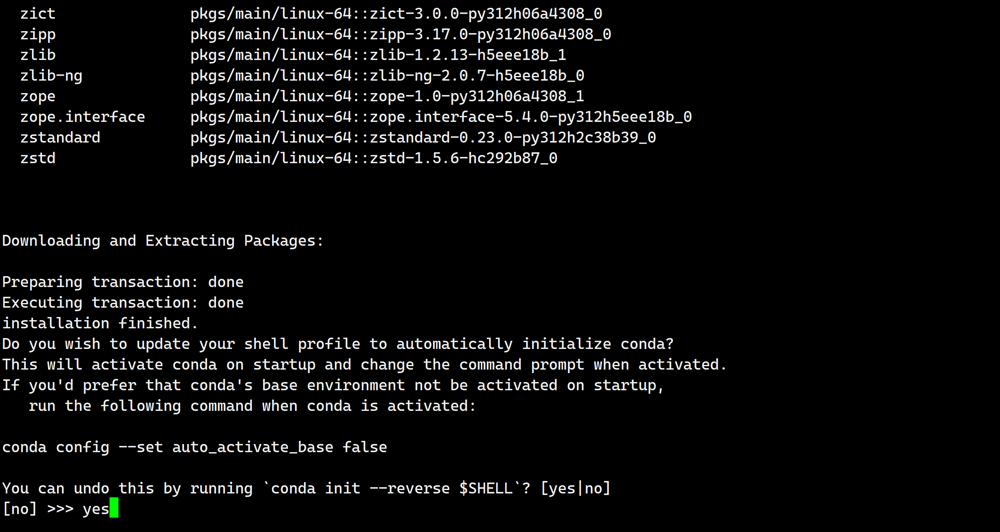 zict pkgs/main/linux-64::zict-3.0.0-py312h06a4308_0
zipp pkgs/main/linux-64::zipp-3.17.0-py312h06a4308_0
zlib pkgs/main/linux-64::zlib-1.2.13-h5eee18b_1
zlib-ng pkgs/main/linux-64::zlib-ng-2.0.7-h5eee18b_0
zope pkgs/main/linux-64::zope-1.0-py312h06a4308_1
zope.interface pkgs/main/linux-64::zope.interface-5.4.0-py312h5eee18b_0
zstandard pkgs/main/linux-64::zstandard-0.23.0-py312h2c38b39_0
zstd pkgs/main/linux-64::zstd-1.5.6-hc292b87_0
Downloading and Extracting Packages:
Preparing transaction: done
Executing transaction: done
installation finished.
Do you wish to update your shell profile to automatically initialize conda?
This will activate conda on startup and change the command prompt when activated.
If you'd prefer that conda's base environment not be activated on startup,
run the following command when conda is activated:
conda config --set auto_activate_base false
You can undo this by running `conda init --reverse $SHELL`? [yes|no]
[no] >>> yes